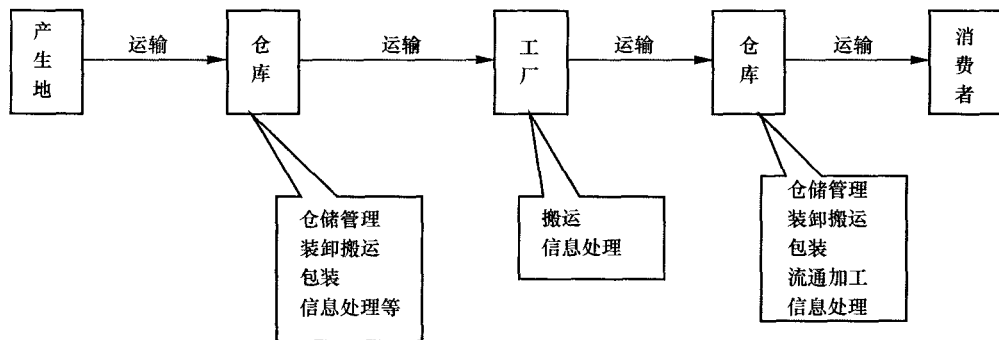 产生地
运输
仓库
运输
工厂
运输
仓库
运输
消费者
仓储管理
装卸搬运
包装
信息处理等
搬运
信息处理
仓储管理
装卸搬运
包装
流通加工
信息处理